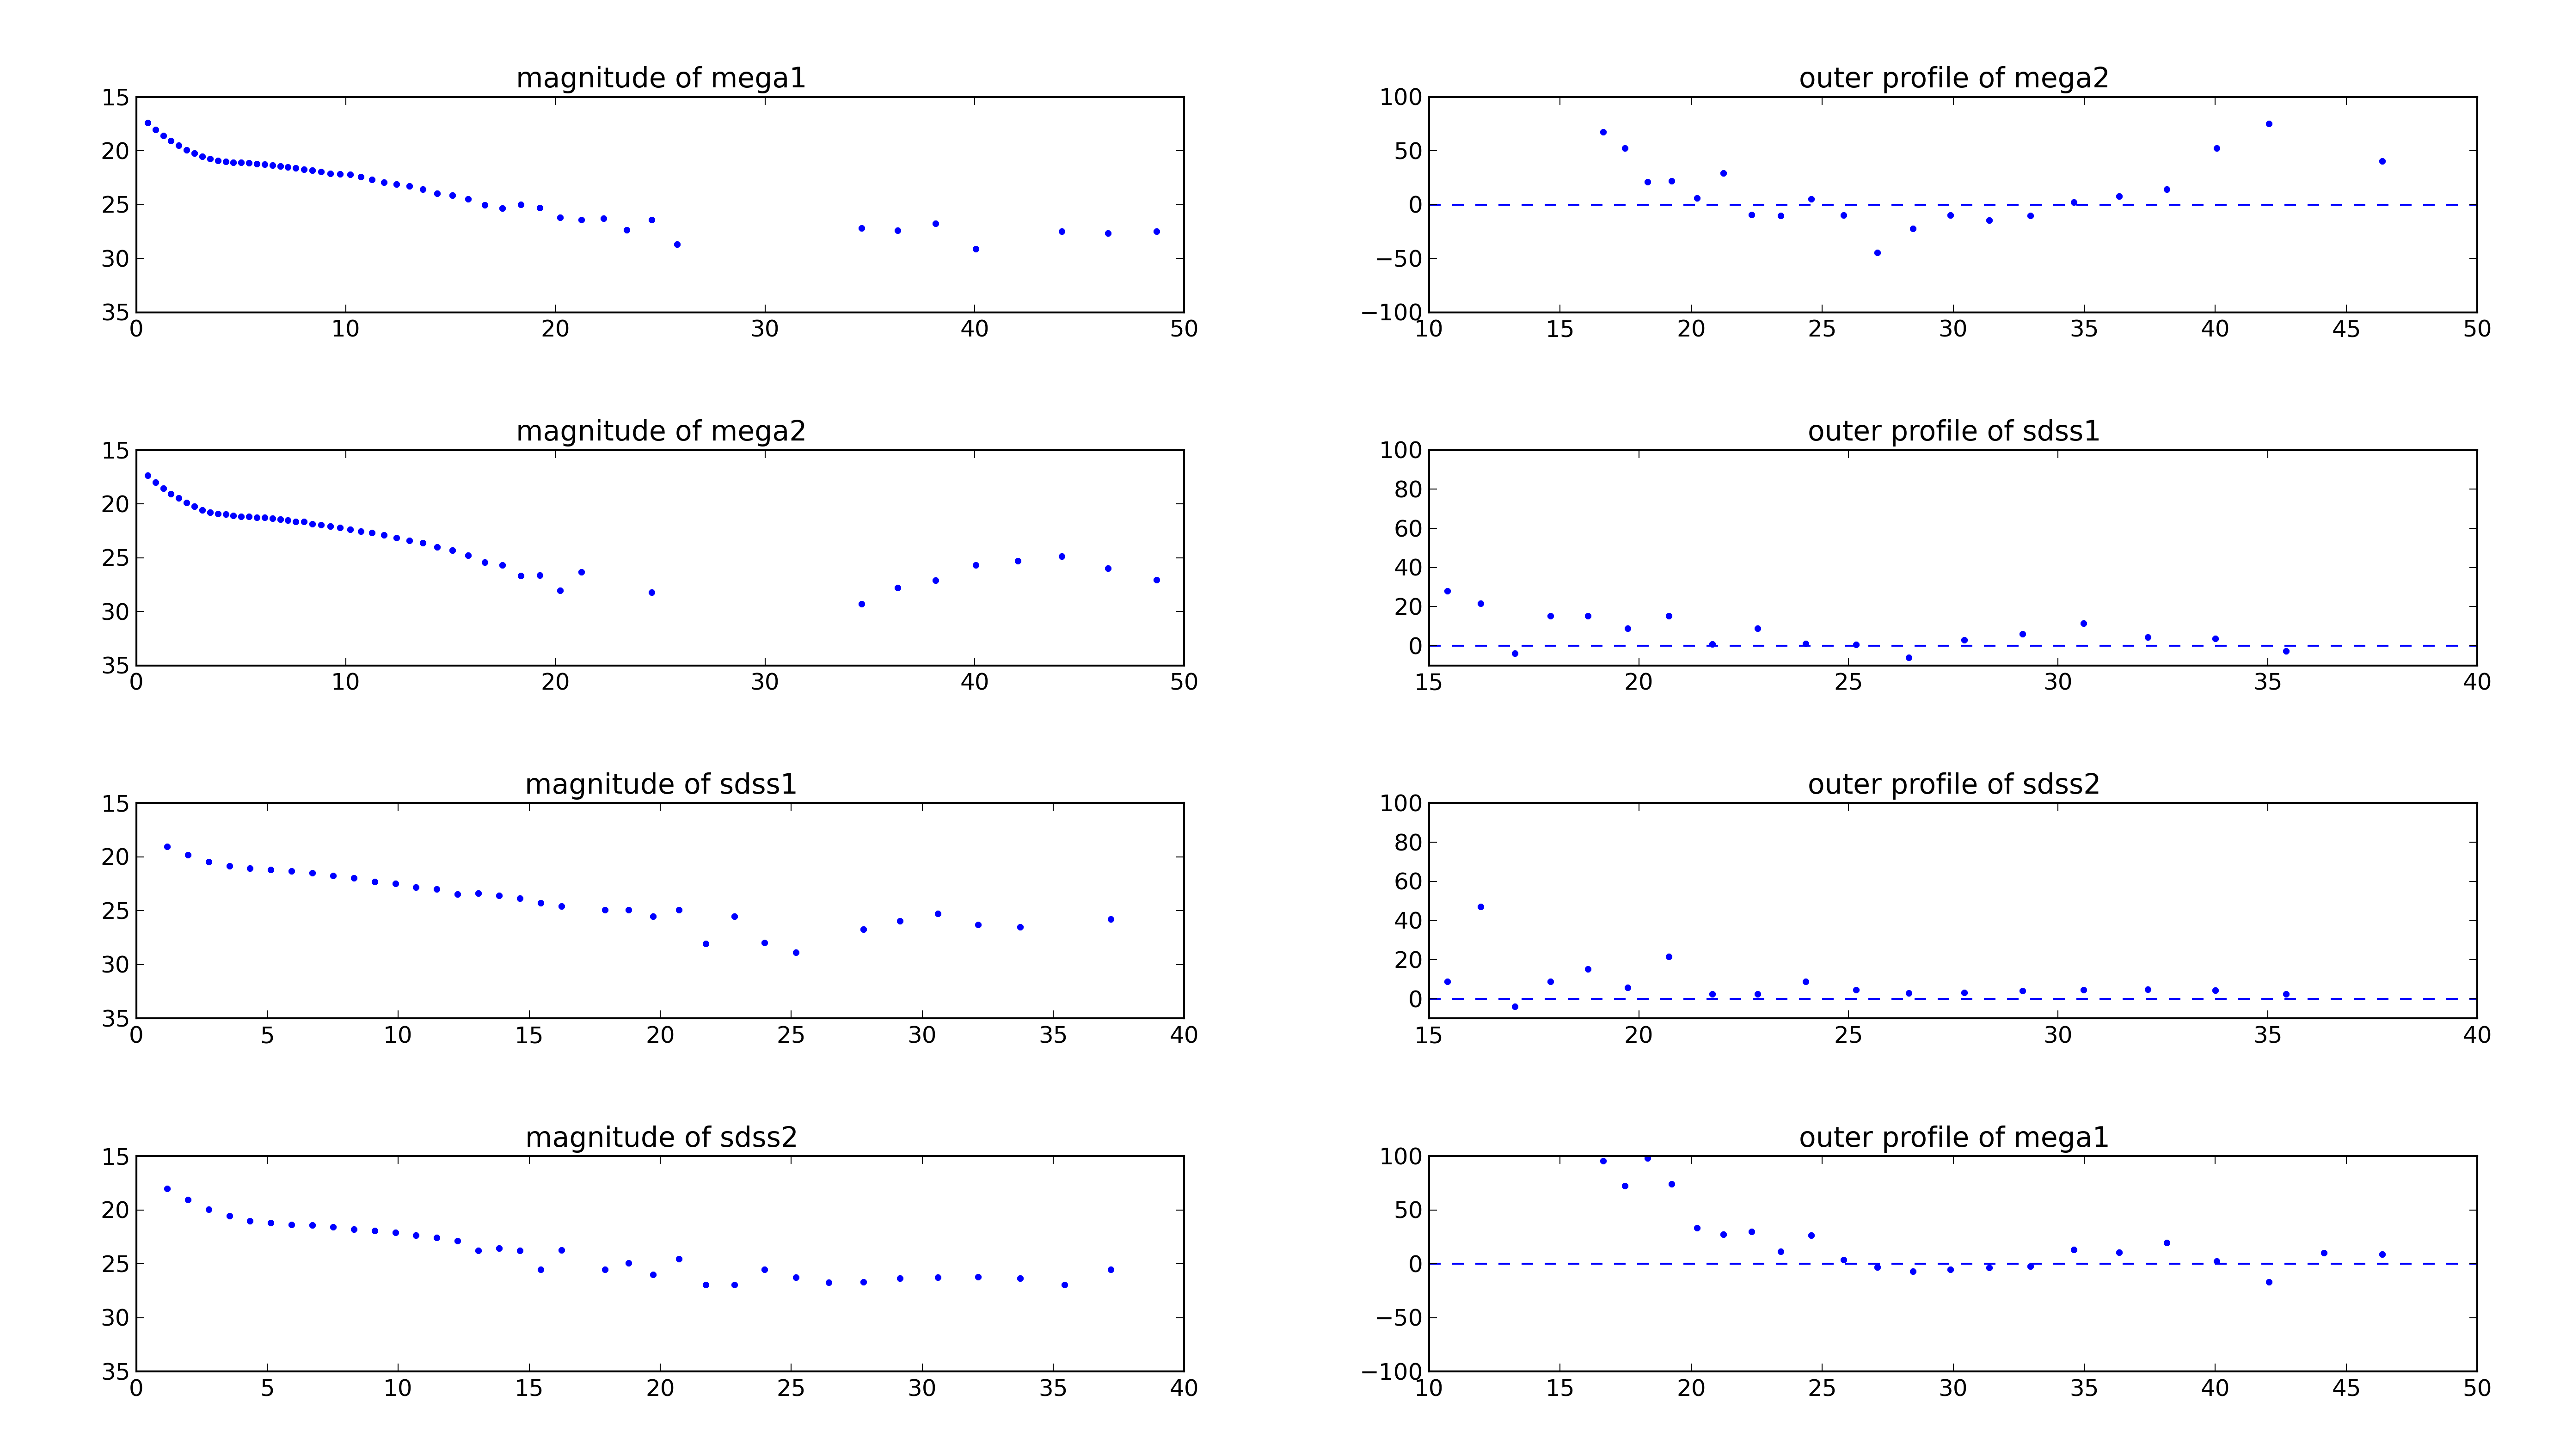 magnitude of mega1
15
20
25
30
35
0 10 20 30 40 50
outer profile of mega2
100
50
0
−50
−100
10 15 20 25 30 35 40 45 50
magnitude of mega2
15
20
25
30
35
0 10 20 30 40 50
outer profile of sdss1
100
80
60
40
20
0
15 20 25 30 35 40
magnitude of sdss1
15
20
25
30
35
0 5 10 15 20 25 30 35 40
outer profile of sdss2
100
80
60
40
20
0
15 20 25 30 35 40
magnitude of sdss2
15
20
25
30
35
0 5 10 15 20 25 30 35 40
outer profile of mega1
100
50
0
−50
−100
10 15 20 25 30 35 40 45 50